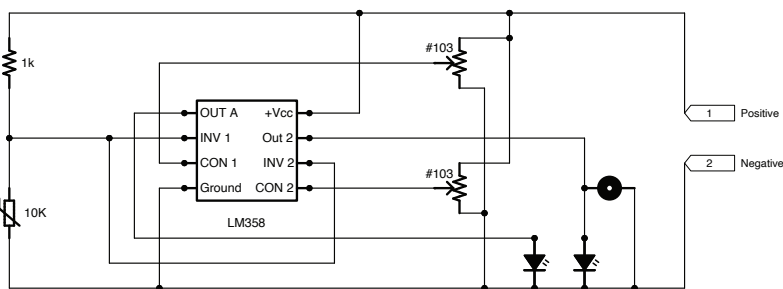 #103
1k
OUT A +Vcc
1 Positive
INV 1 Out 2
CON 1 INV 2
2 Negative
#103
Ground CON 2
10K
LM358